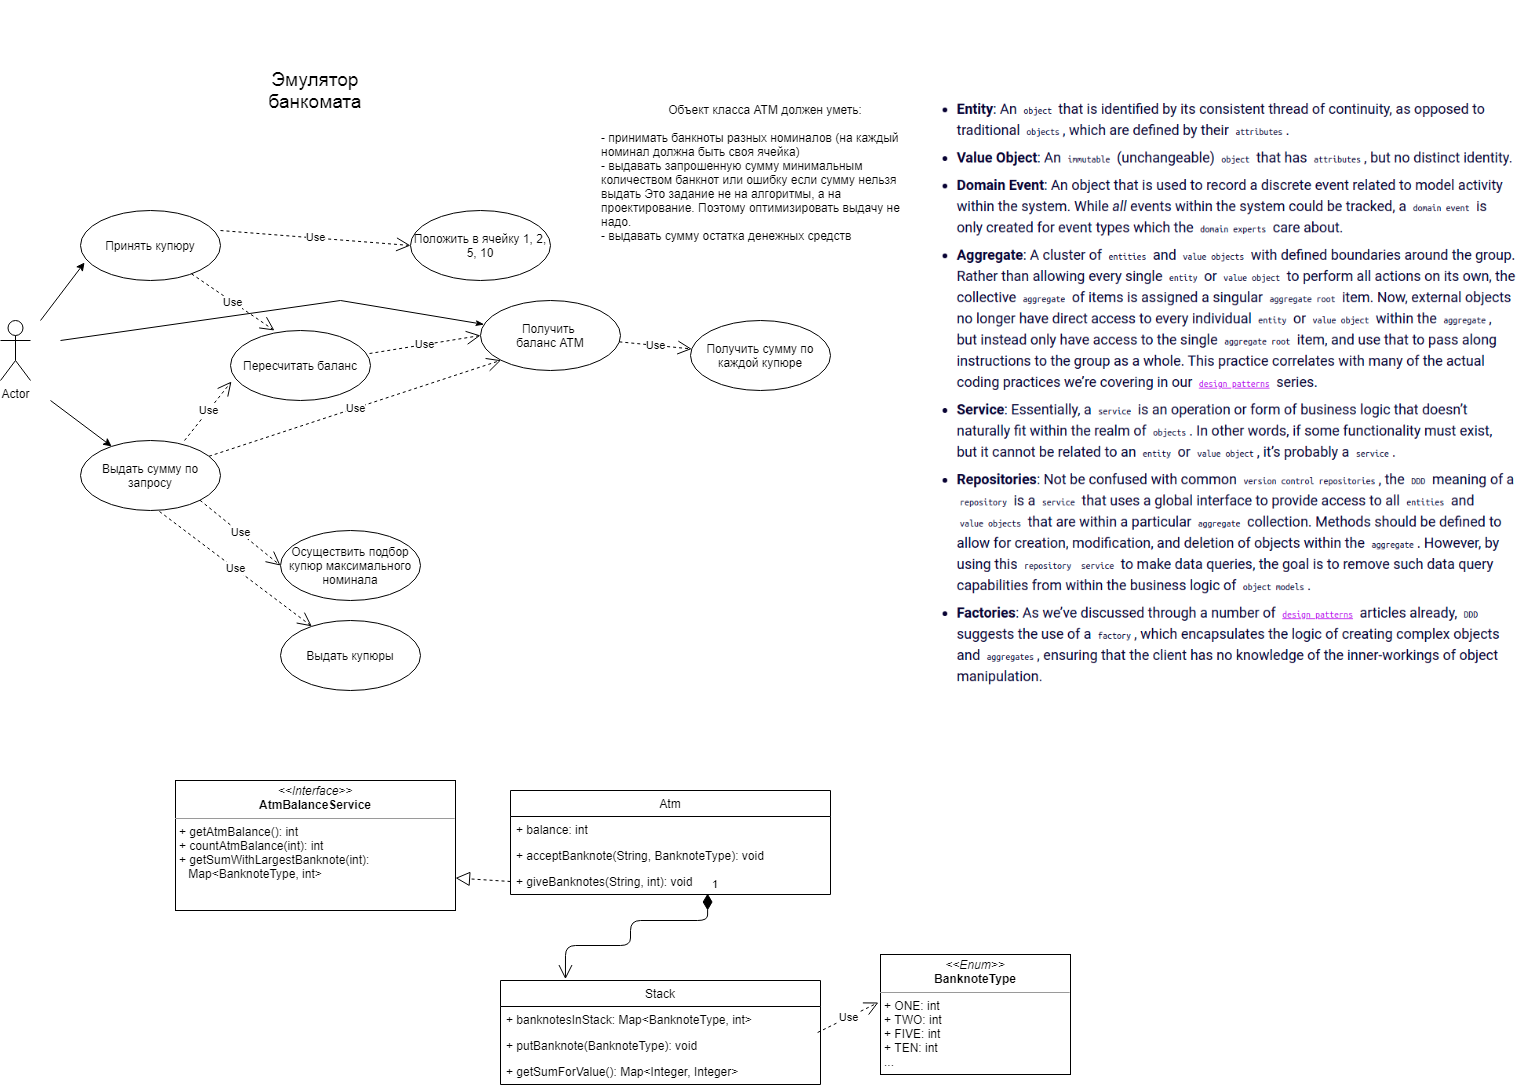 Эмулятор
банкомата
Объект класса АТМ должен уметь:
- принимать банкноты разных номиналов (на каждый
номинал должна быть своя ячейка)
- выдавать запрошенную сумму минимальным
количеством банкнот или ошибку если сумму нельзя
выдать Это задание не на алгоритмы, а на
проектирование. Поэтому оптимизировать выдачу не
надо.
- выдавать сумму остатка денежных средств
Принять купюру
Use
Положить в ячейку 1, 2,
5, 10
Use
Actor
Пересчитать баланс
Use
Получить
баланс АТМ
Use
Получить сумму по
каждой купюре
Use
Use
Выдать сумму по
запросу
Use
Осуществить подбор
купюр максимального
номинала
Use
Выдать купюры
• Entity: An object that is identified by its consistent thread of continuity, as opposed to
traditional objects, which are defined by their attributes.
• Value Object: An immutable (unchangeable) object that has attributes, but no distinct identity.
• Domain Event: An object that is used to record a discrete event related to model activity
within the system. While all events within the system could be tracked, a domain event is
only created for event types which the domain experts care about.
• Aggregate: A cluster of entities and value objects with defined boundaries around the group.
Rather than allowing every single entity or value object to perform all actions on its own, the
collective aggregate of items is assigned a singular aggregate root item. Now, external objects
no longer have direct access to every individual entity or value object within the aggregate,
but instead only have access to the single aggregate root item, and use that to pass along
instructions to the group as a whole. This practice correlates with many of the actual
coding practices we're covering in our design patterns series.
• Service: Essentially, a service is an operation or form of business logic that doesn't
naturally fit within the realm of objects. In other words, if some functionality must exist,
but it cannot be related to an entity or value object, it's probably a service.
• Repositories: Not be confused with common version control repositories, the DDD meaning of a
repository is a service that uses a global interface to provide access to all entities and
value objects that are within a particular aggregate collection. Methods should be defined to
allow for creation, modification, and deletion of objects within the aggregate. However, by
using this repository service to make data queries, the goal is to remove such data query
capabilities from within the business logic of object models.
• Factories: As we've discussed through a number of design patterns articles already, DDD
suggests the use of a factory, which encapsulates the logic of creating complex objects
and aggregates, ensuring that the client has no knowledge of the inner-workings of object
manipulation.
<<Interface>>
AtmBalanceService
+ getAtmBalance(): int
+ countAtmBalance(int): int
+ getSumWithLargestBanknote(int):
Map<BanknoteType, int>
Atm
+ balance: int
+ acceptBanknote(String, BanknoteType): void
+ giveBanknotes(String, int): void
1
Stack
+ banknotesInStack: Map<BanknoteType, int>
+ putBanknote(BanknoteType): void
+ getSumForValue(): Map<Integer, Integer>
Use
<<Enum>>
BanknoteType
+ ONE: int
+ TWO: int
+ FIVE: int
+ TEN: int
...